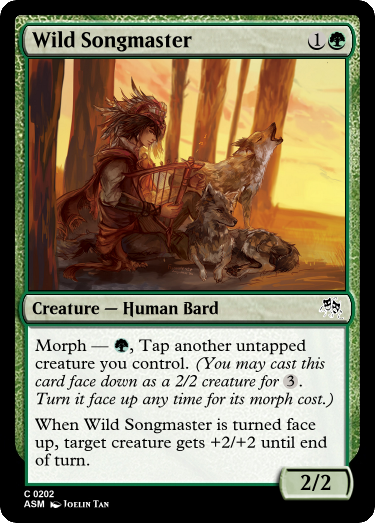 Wild Songmaster 1
Creature — Human Bard
Morph — , Tap another untapped
creature you control. (You may cast this
card face down as a 2/2 creature for 3.
Turn it face up any time for its morph cost.)
When Wild Songmaster is turned face
up, target creature gets +2/+2 until end
of turn.
2/2
C 0202
ASM Joelin Tan